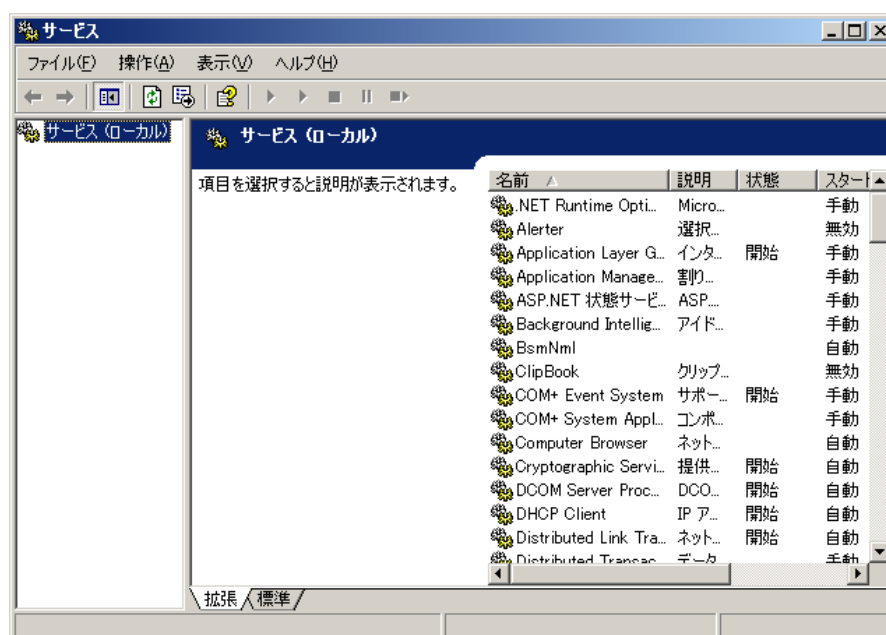 サービス
ファイル(F) 操作(A) 表示(V) ヘルプ(H)
サービス (ローカル)
サービス (ローカル)
項目を選択すると説明が表示されます。
名前 説明 状態 スタート
.NET Runtime Opti... Micro... 手動
Alerter 選択... 無効
Application Layer G... インタ... 開始 手動
Application Manage... 割り... 手動
ASP.NET 状態サービ... ASP.... 手動
Background Intellig... アイド... 手動
BsmNml 自動
ClipBook クリップ... 無効
COM+ Event System サポー... 開始 手動
COM+ System Appl... コンポ... 手動
Computer Browser ネット... 自動
Cryptographic Servi... 提供... 開始 自動
DCOM Server Proc... DCO... 開始 自動
DHCP Client IP ア... 開始 自動
Distributed Link Tra... ネット... 開始 自動
Distributed Transac... データ... 手動
拡張 標準